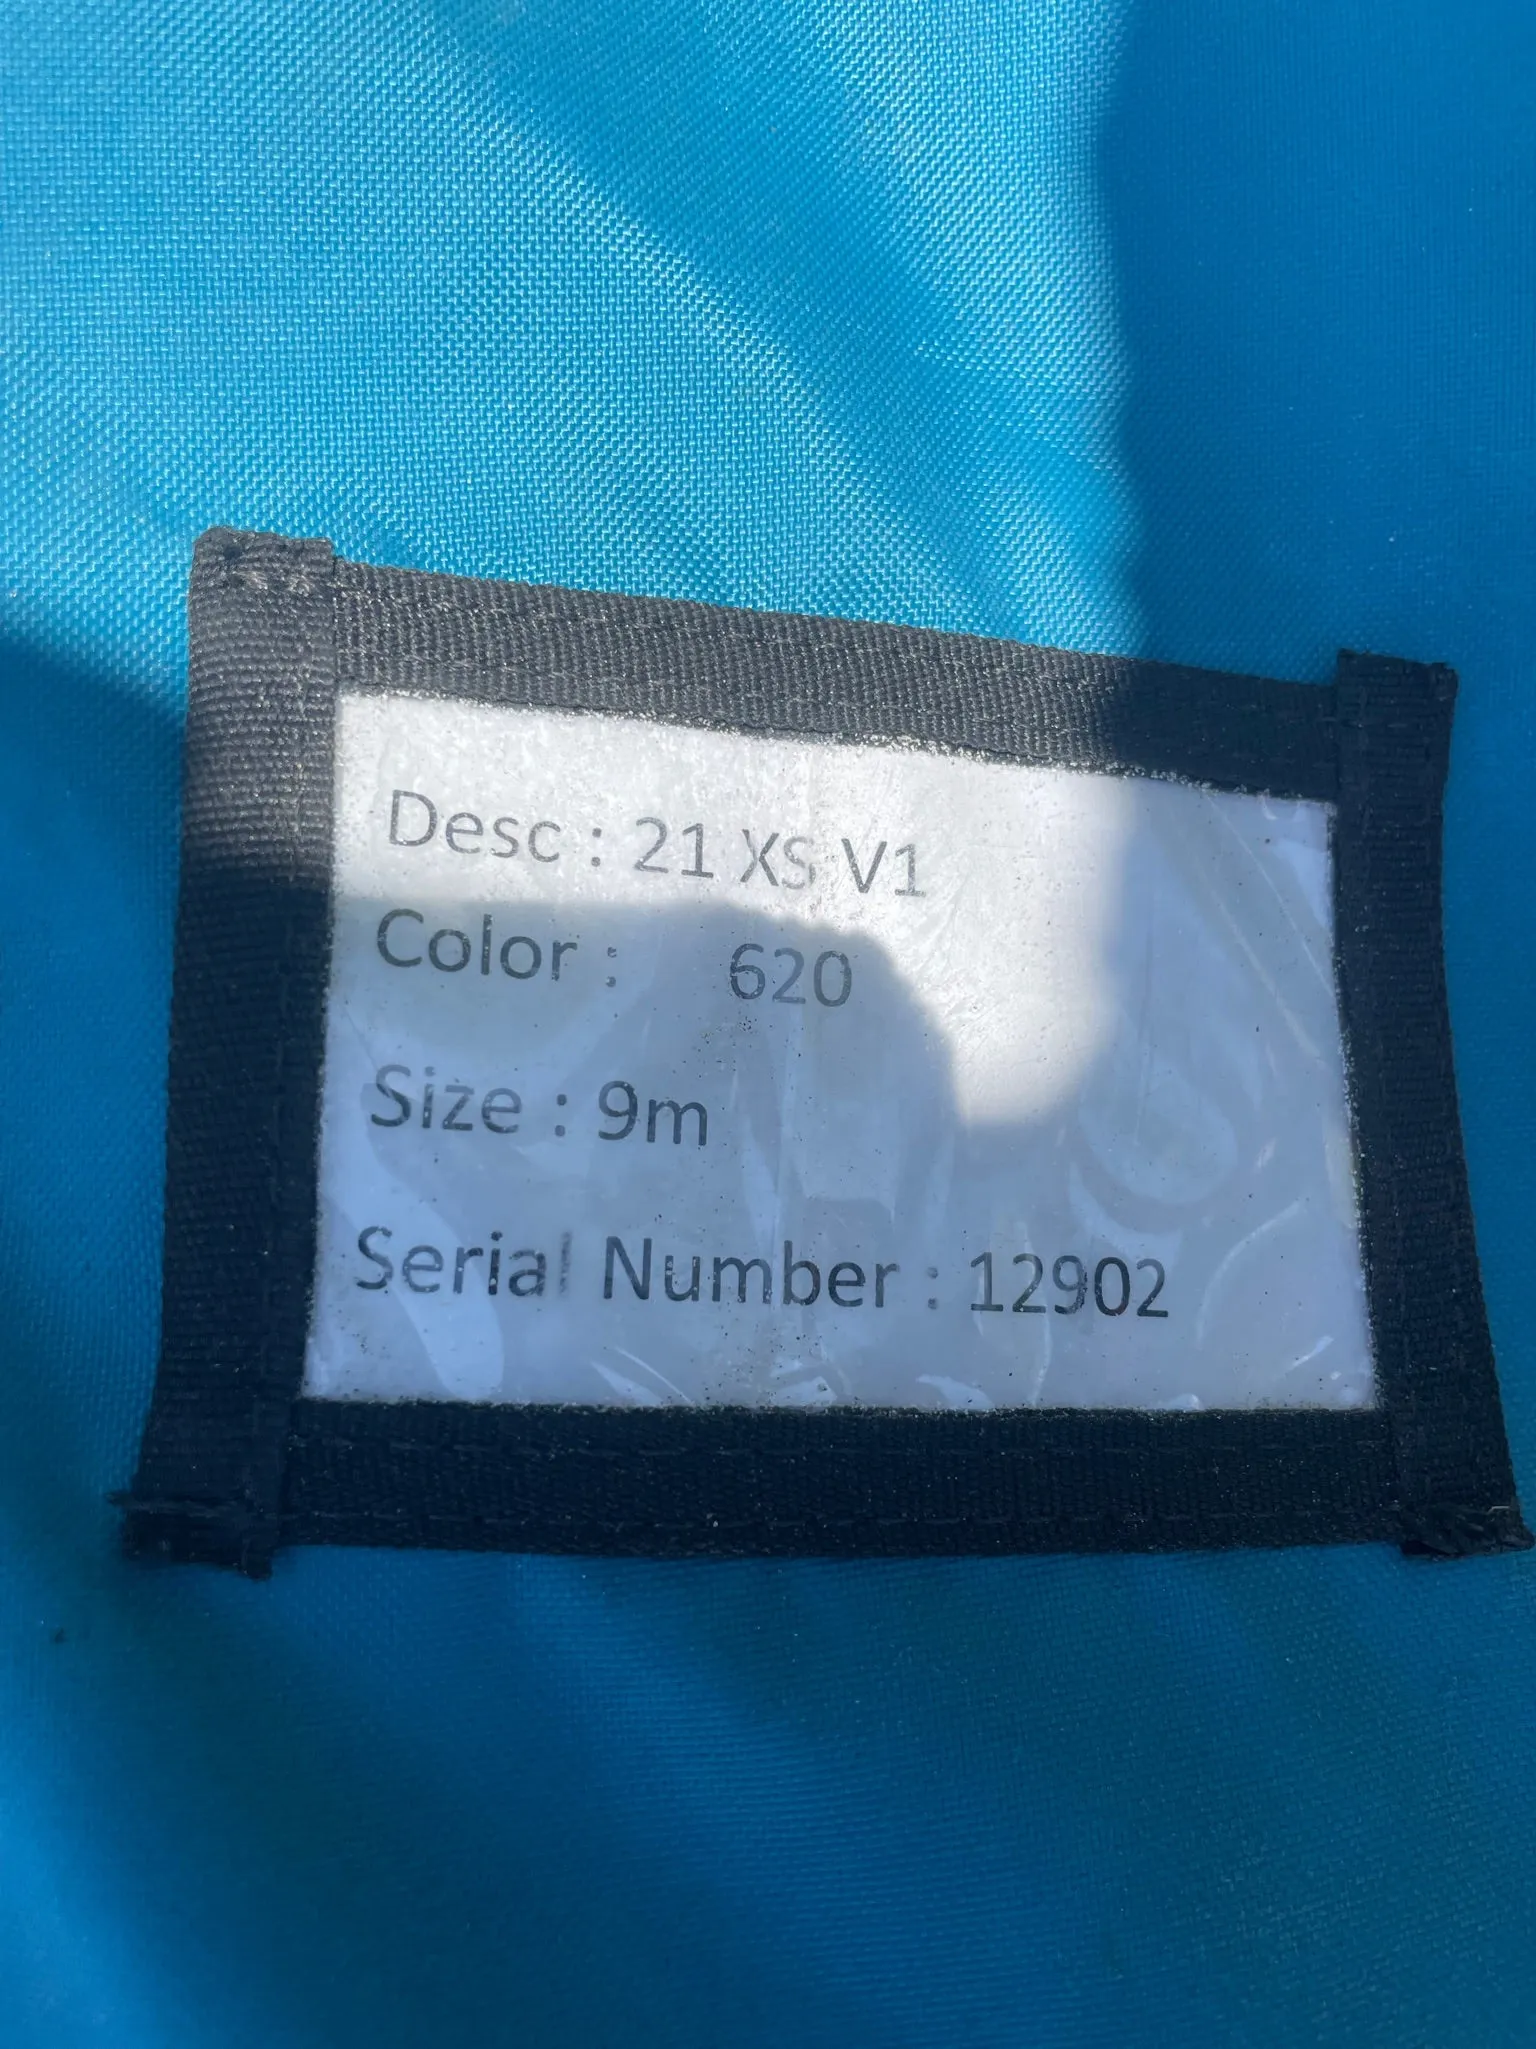 Desc : 21 XS V1
Color : 620
Size : 9m
Serial Number : 12902